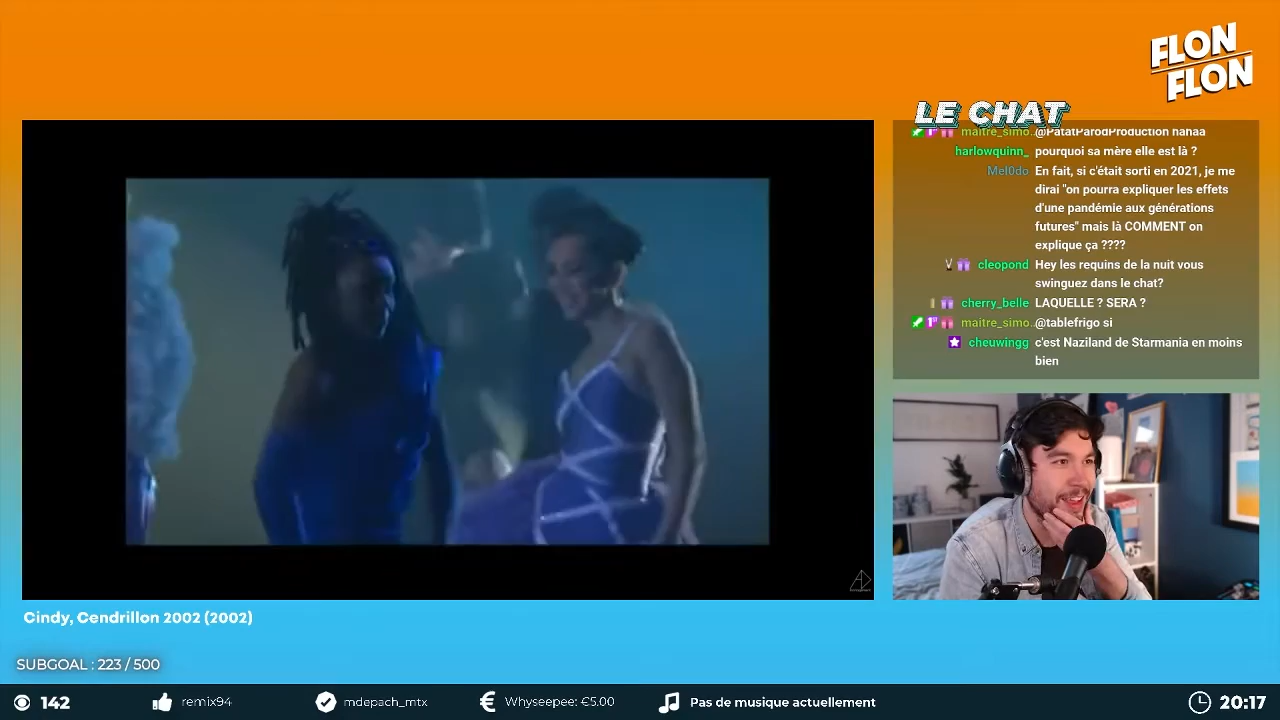 FLON
FLON
LE CHAT
maitre_simo.. @PatatParodProduction hahaa
harlowquinn_ pourquoi sa mère elle est là ?
Mel0do En fait, si c'était sorti en 2021, je me
dirai "on pourra expliquer les effets
d'une pandémie aux générations
futures" mais là COMMENT on
explique ça ????
cleopond Hey les requins de la nuit vous
swinguez dans le chat?
cherry_belle LAQUELLE ? SERA ?
maitre_simo.. @tablefrigo si
cheuwingg c'est Naziland de Starmania en moins
bien
Cindy, Cendrillon 2002 (2002)
SUBGOAL : 223 / 500
142 remix94 mdepach_mtx € Whyseepee: €5.00 Pas de musique actuellement 20:17